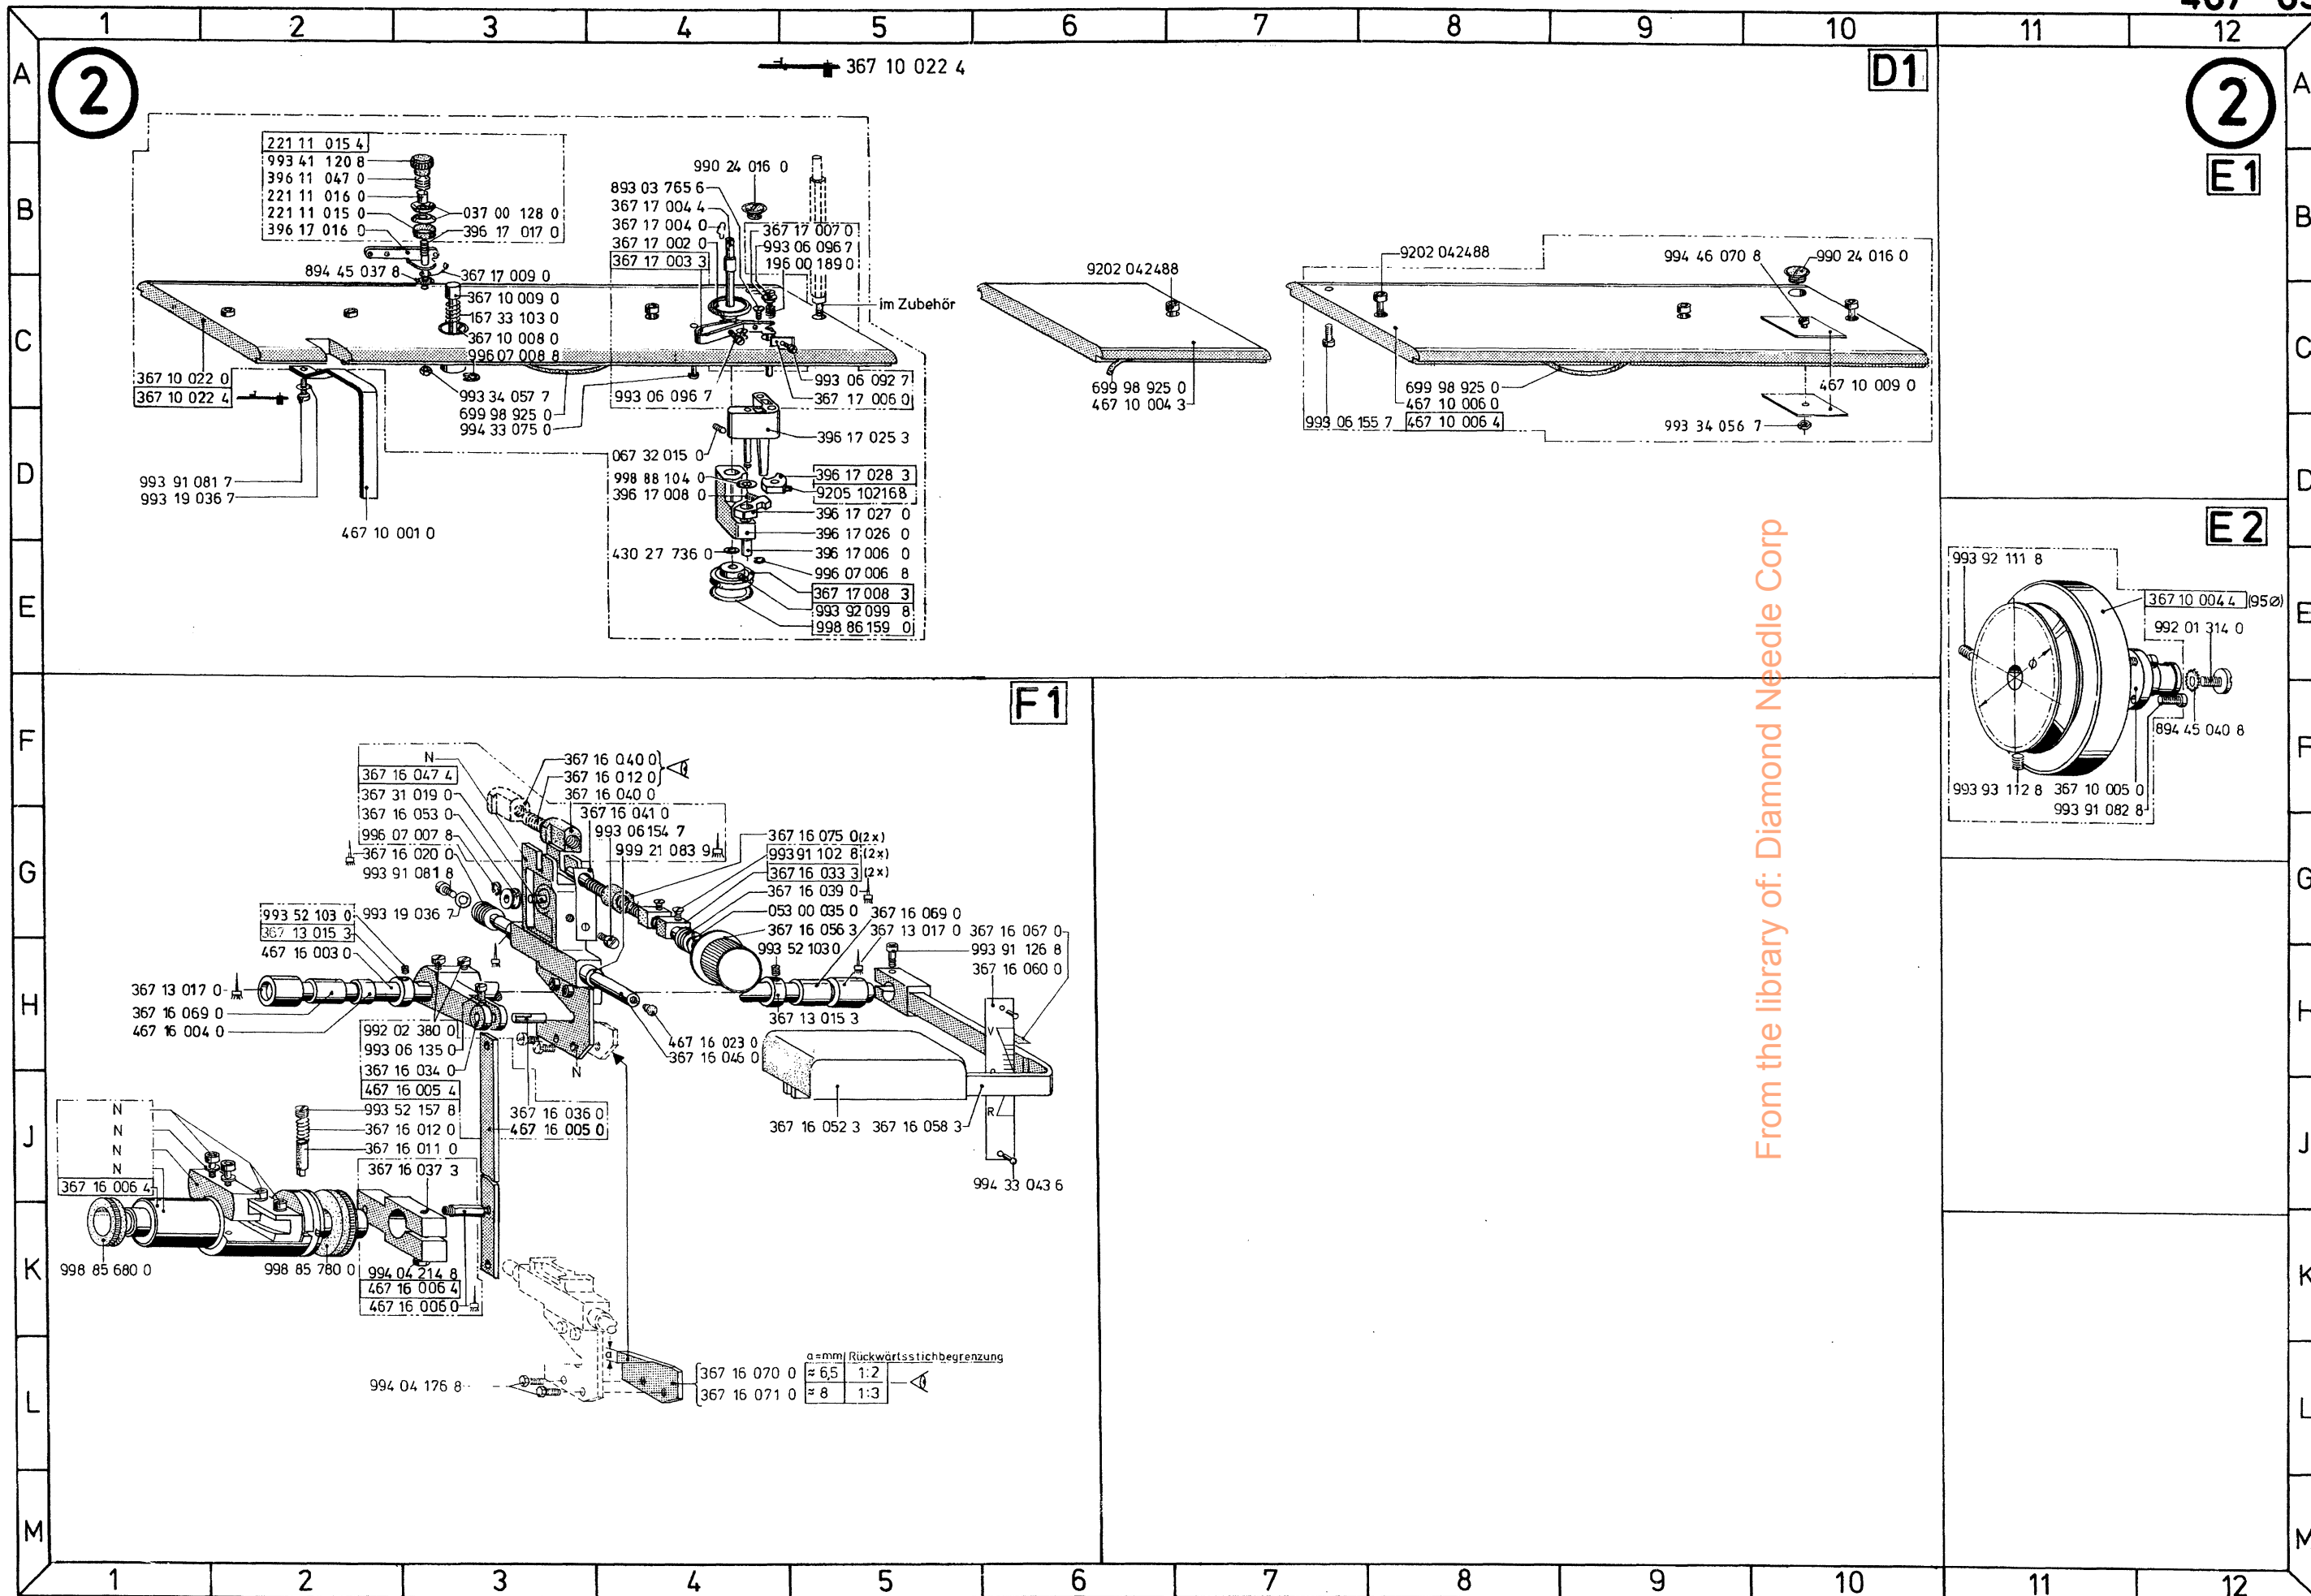 467
1 2 3 4 5 6 7 8 9 10 11 12
A
2
367 10 022 4
D1
2
A
B
E1
B
221 11 015 4
993 41 120 8
396 11 047 0
221 11 016 0
221 11 015 0
396 17 016 0
037 00 128 0
396 17 017 0
894 45 037 8
367 17 009 0
367 10 009 0
167 33 103 0
367 10 008 0
996 07 008 8
990 24 016 0
893 03 765 6
367 17 004 4
367 17 004 0
367 17 002 0
367 17 003 3
367 17 007 0
993 06 096 7
196 00 189 0
im Zubehör
C
367 10 022 0
367 10 022 4
993 34 057 7
699 98 925 0
994 33 075 0
993 06 096 7
993 06 092 7
367 17 006 0
396 17 025 3
067 32 015 0
998 88 104 0
396 17 008 0
396 17 028 3
9205 102168
396 17 027 0
396 17 026 0
396 17 006 0
430 27 736 0
996 07 006 8
367 17 008 3
993 92 099 8
998 86 159 0
993 91 081 7
993 19 036 7
467 10 001 0
9202 042488
699 98 925 0
467 10 004 3
9202 042488
994 46 070 8
990 24 016 0
699 98 925 0
467 10 006 0
467 10 006 4
993 06 155 7
467 10 009 0
993 34 056 7
C
D
D
E2
993 92 111 8
367 10 004 4 (95Ø)
992 01 314 0
Ø
894 45 040 8
993 93 112 8
367 10 005 0
993 91 082 8
E
E
F1
F
F
N
367 16 047 4
367 31 019 0
367 16 053 0
996 07 007 8
367 16 020 0
993 91 081 8
367 16 040 0
367 16 012 0
367 16 040 0
367 16 041 0
993 06 154 7
999 21 083 9
367 16 075 0 (2x)
993 91 102 8 (2x)
367 16 033 3 (2x)
367 16 039 0
053 00 035 0
367 16 056 3
993 52 103 0
367 16 069 0
367 13 017 0
367 16 067 0
993 91 126 8
367 16 060 0
G
G
993 52 103 0
993 19 036 7
367 13 015 3
467 16 003 0
367 13 017 0
367 16 069 0
467 16 004 0
H
H
992 02 380 0
993 06 135 0
367 16 034 0
467 16 005 4
N
467 16 023 0
367 16 046 0
367 13 015 3
V
R
367 16 052 3
367 16 058 3
994 33 043 6
J
J
N
N
N
N
367 16 006 4
993 52 157 8
367 16 012 0
367 16 011 0
367 16 036 0
467 16 005 0
367 16 037 3
K
K
998 85 680 0
998 85 780 0
994 04 214 8
467 16 006 4
467 16 006 0
a
a=mm Rückwärtsstichbegrenzung
367 16 070 0 ≈ 6,5 1:2
367 16 071 0 ≈ 8 1:3
994 04 176 8
L
L
M
M
1 2 3 4 5 6 7 8 9 10 11 12
From the library of: Diamond Needle Corp